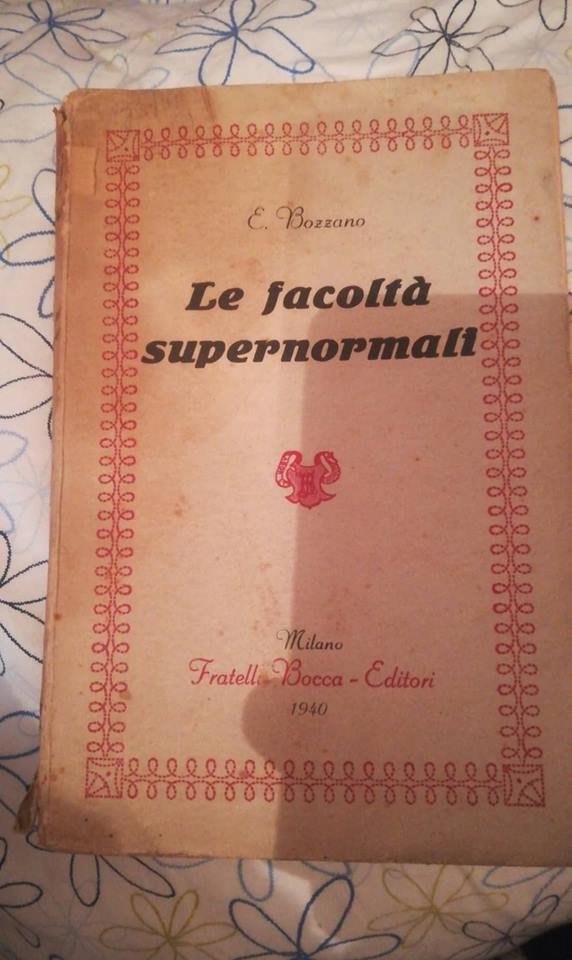 E. Bozzano
Le facoltà
supernormali
Milano
Fratelli Bocca - Editori
1940